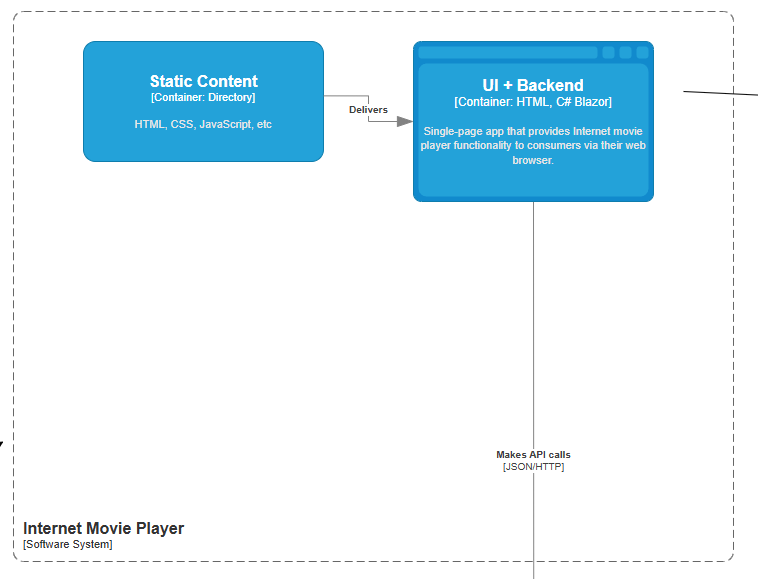 Static Content
[Container: Directory]
HTML, CSS, JavaScript, etc
Delivers
UI + Backend
[Container: HTML, C# Blazor]
Single-page app that provides Internet movie
player functionality to consumers via their web
browser.
Makes API calls
[JSON/HTTP]
Internet Movie Player
[Software System]